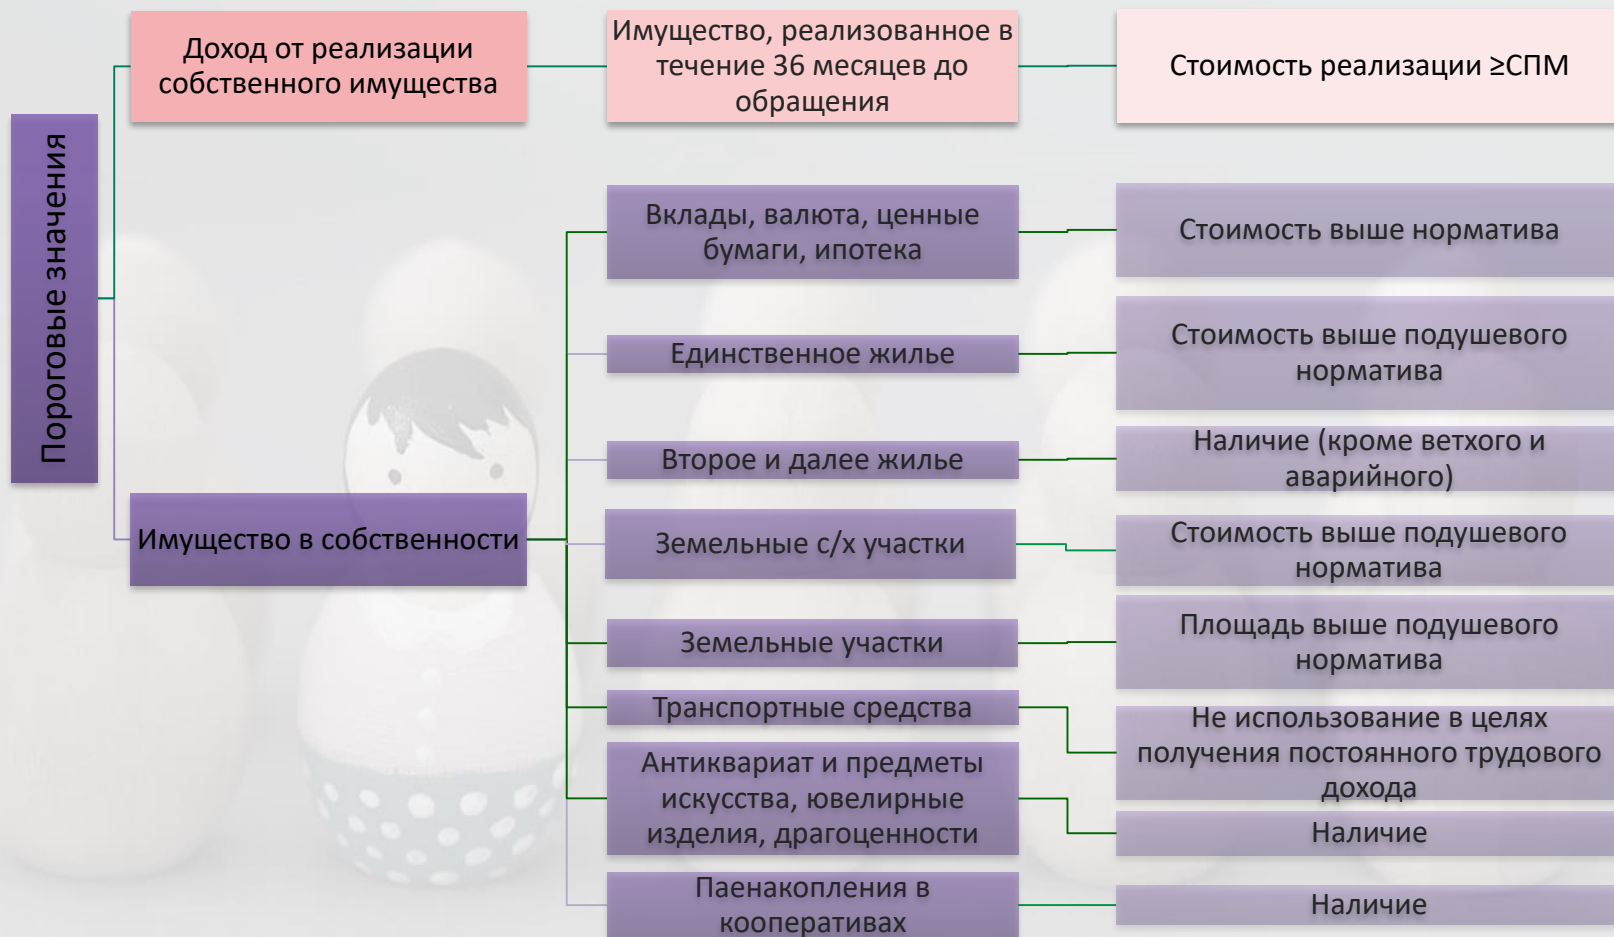 Пороговые значения
Доход от реализации
собственного имущества
Имущество, реализованное в
течение 36 месяцев до
обращения
Стоимость реализации ≥СПМ
Имущество в собственности
Вклады, валюта, ценные
бумаги, ипотека
Стоимость выше норматива
Единственное жилье
Стоимость выше подушевого
норматива
Второе и далее жилье
Наличие (кроме ветхого и
аварийного)
Земельные с/х участки
Стоимость выше подушевого
норматива
Земельные участки
Площадь выше подушевого
норматива
Транспортные средства
Не использование в целях
получения постоянного трудового
дохода
Антиквариат и предметы
искусства, ювелирные
изделия, драгоценности
Наличие
Паенакопления в
кооперативах
Наличие